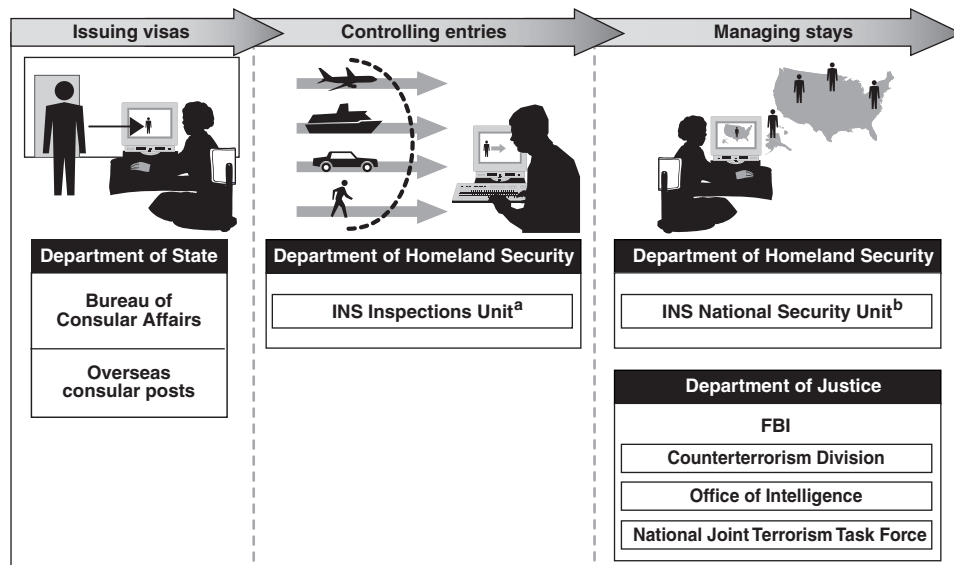 Issuing visas
Controlling entries
Managing stays
Department of State
Bureau of
Consular Affairs
Overseas
consular posts
Department of Homeland Security
INS Inspections Unitᵃ
Department of Homeland Security
INS National Security Unitᵇ
Department of Justice
FBI
Counterterrorism Division
Office of Intelligence
National Joint Terrorism Task Force